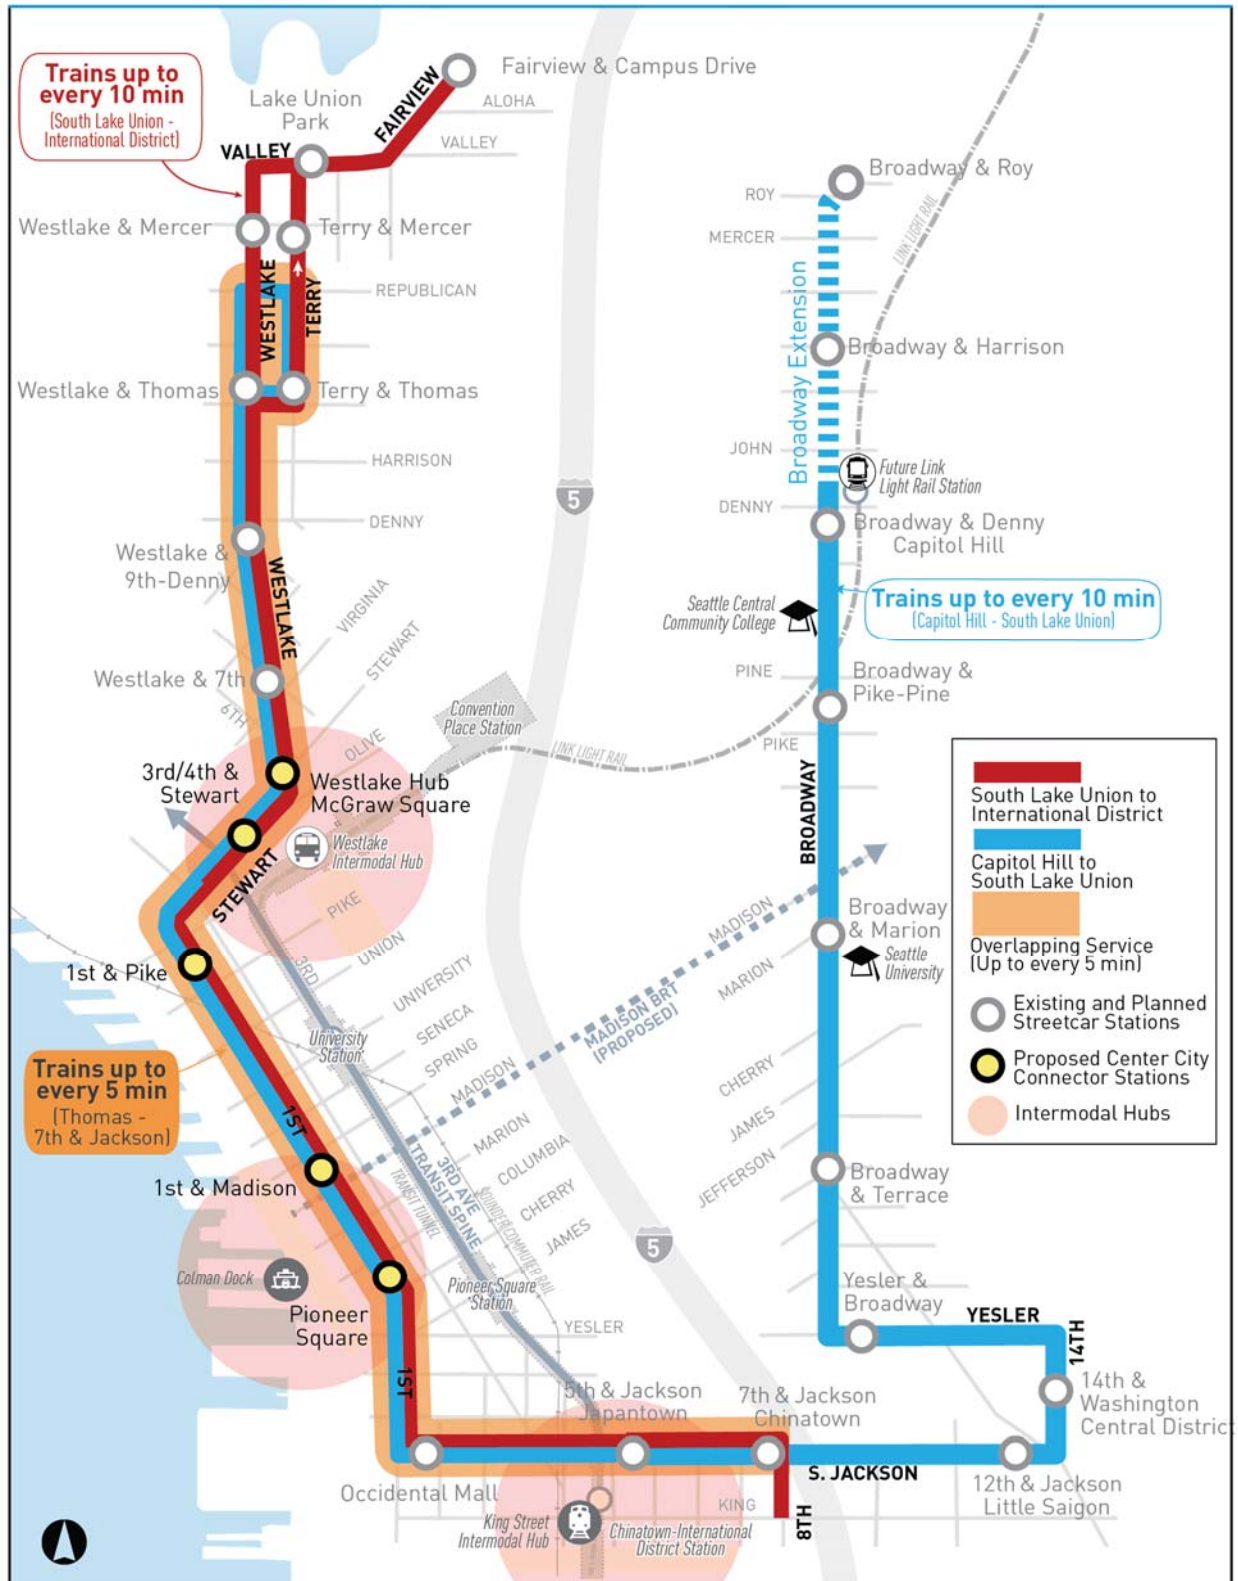 Trains up to
every 10 min
(South Lake Union -
International District)
Fairview & Campus Drive
FAIRVIEW
ALOHA
Lake Union
Park
VALLEY
VALLEY
Westlake & Mercer
Terry & Mercer
WESTLAKE
TERRY
REPUBLICAN
Westlake & Thomas
Terry & Thomas
HARRISON
DENNY
Westlake &
9th-Denny
WESTLAKE
VIRGINIA
STEWART
Westlake & 7th
6TH
OLIVE
Convention
Place Station
LINK LIGHT RAIL
3rd/4th &
Stewart
Westlake Hub
McGraw Square
Westlake
Intermodal Hub
STEWART
PIKE
3RD
UNION
1st & Pike
UNIVERSITY
University
Station
SENECA
SPRING
Trains up to
every 5 min
(Thomas -
7th & Jackson)
1ST
MADISON
MADISON BRT
(PROPOSED)
MADISON
MARION
COLUMBIA
CHERRY
JAMES
3RD AVE
TRANSIT SPINE
TRANSIT TUNNEL
SOUNDER COMMUTER RAIL
1st & Madison
Colman Dock
Pioneer
Square
Pioneer Square
Station
YESLER
1ST
5th & Jackson
Japantown
7th & Jackson
Chinatown
Occidental Mall
King Street
Intermodal Hub
Chinatown-International
District Station
KING
8TH
S. JACKSON
12th & Jackson
Little Saigon
14th &
Washington
Central District
14TH
YESLER
Yesler &
Broadway
Broadway
& Terrace
JEFFERSON
JAMES
CHERRY
MARION
Broadway
& Marion
Seattle
University
BROADWAY
PIKE
PINE
Broadway &
Pike-Pine
Seattle Central
Community College
Trains up to every 10 min
(Capitol Hill - South Lake Union)
Broadway & Denny
Capitol Hill
DENNY
JOHN
Future Link
Light Rail Station
Broadway Extension
Broadway & Harrison
MERCER
ROY
Broadway & Roy
LINK LIGHT RAIL
5
5
South Lake Union to
International District
Capitol Hill to
South Lake Union
Overlapping Service
(Up to every 5 min)
Existing and Planned
Streetcar Stations
Proposed Center City
Connector Stations
Intermodal Hubs